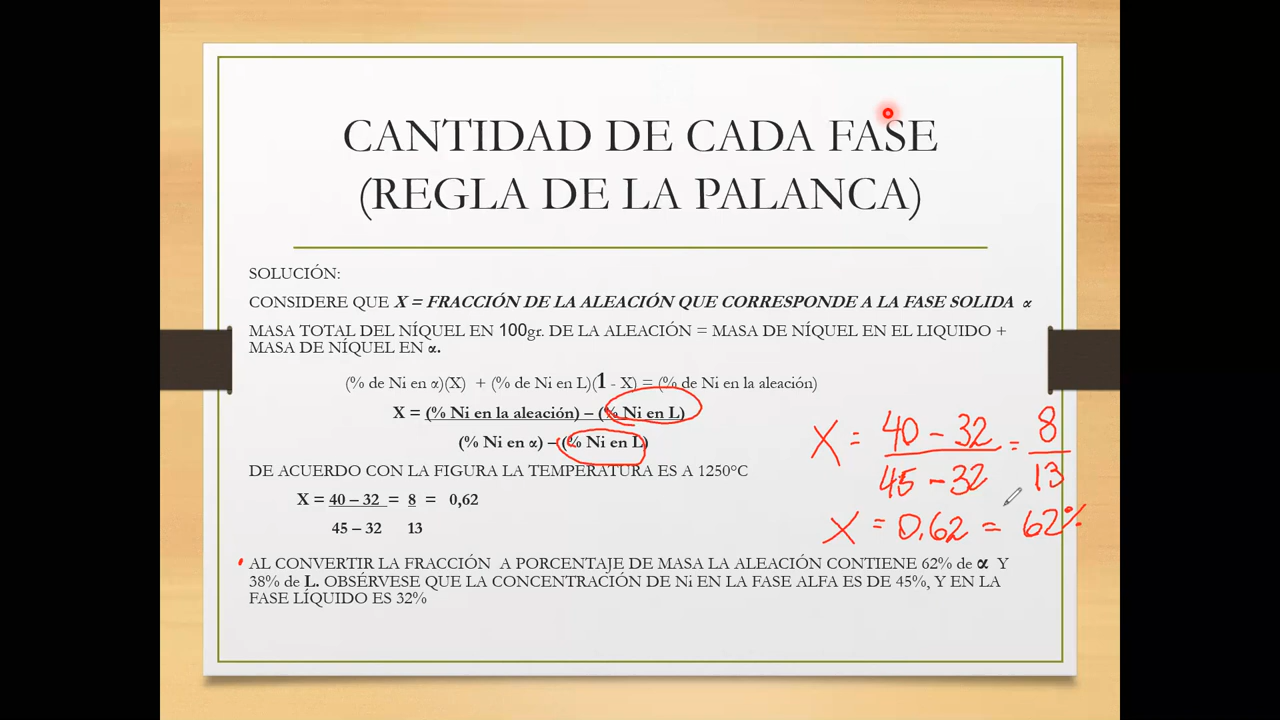 CANTIDAD DE CADA FASE
(REGLA DE LA PALANCA)
SOLUCIÓN:
CONSIDERE QUE X = FRACCIÓN DE LA ALEACIÓN QUE CORRESPONDE A LA FASE SOLIDA α
MASA TOTAL DEL NÍQUEL EN 100gr. DE LA ALEACIÓN = MASA DE NÍQUEL EN EL LIQUIDO +
MASA DE NÍQUEL EN α.
(% de Ni en α)(X) + (% de Ni en L)(1 - X) = (% de Ni en la aleación)
X = (% Ni en la aleación) – (% Ni en L)
(% Ni en α) – (% Ni en L)
DE ACUERDO CON LA FIGURA LA TEMPERATURA ES A 1250°C
X = 40 – 32 = 8 = 0,62
45 – 32 13
AL CONVERTIR LA FRACCIÓN A PORCENTAJE DE MASA LA ALEACIÓN CONTIENE 62% de α Y
38% de L. OBSÉRVESE QUE LA CONCENTRACIÓN DE Ni EN LA FASE ALFA ES DE 45%, Y EN LA
FASE LÍQUIDO ES 32%
X = 40 – 32 = 8
45 – 32 13
X = 0.62 = 62%